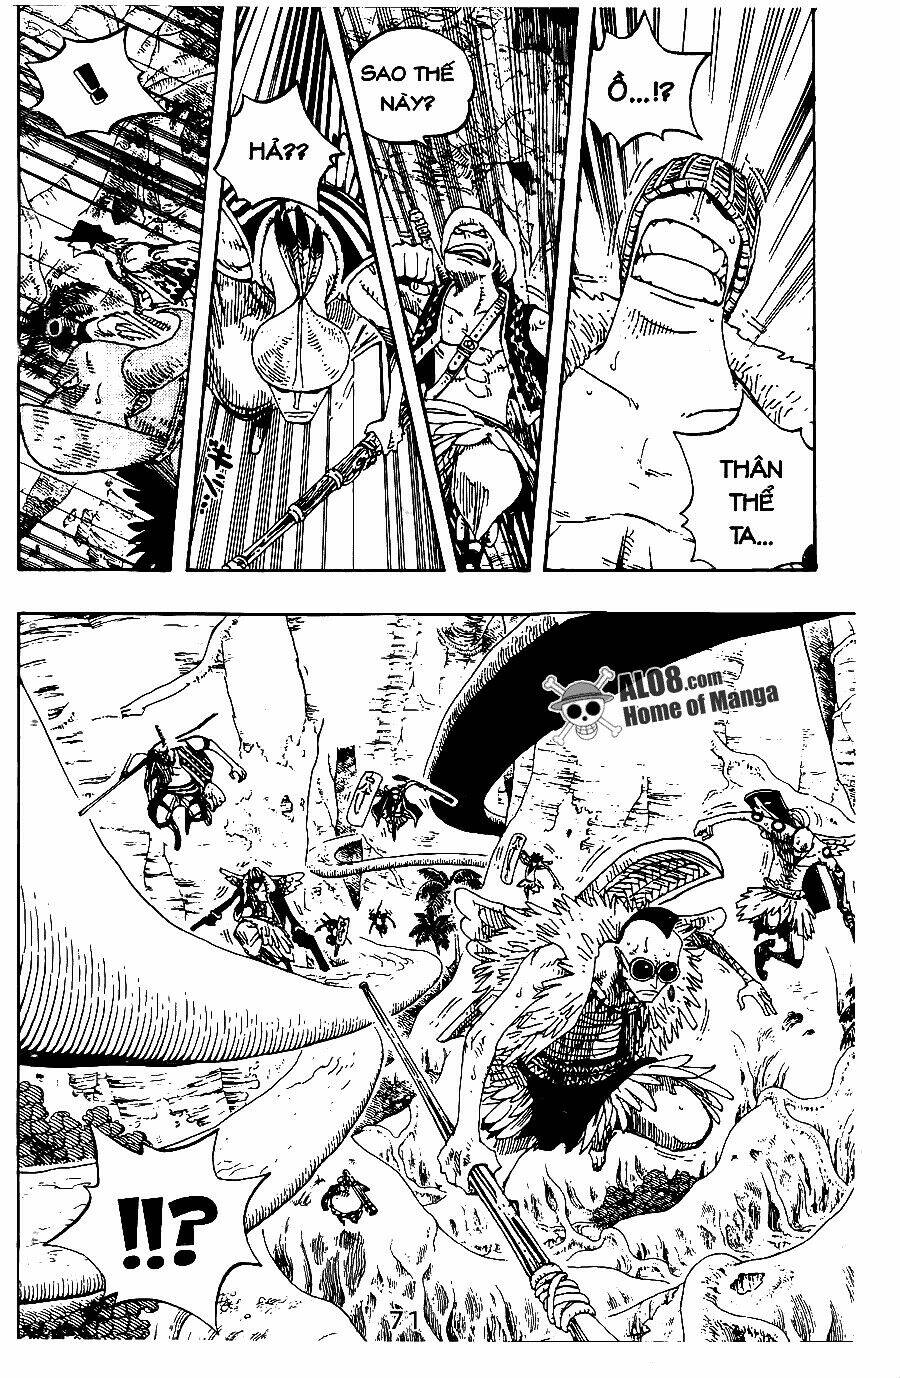 Ồ...!?
THÂN
THỂ
TA...
SAO THẾ
NÀY?
HẢ??
!
AL08.com
Home of Manga
!!?
71